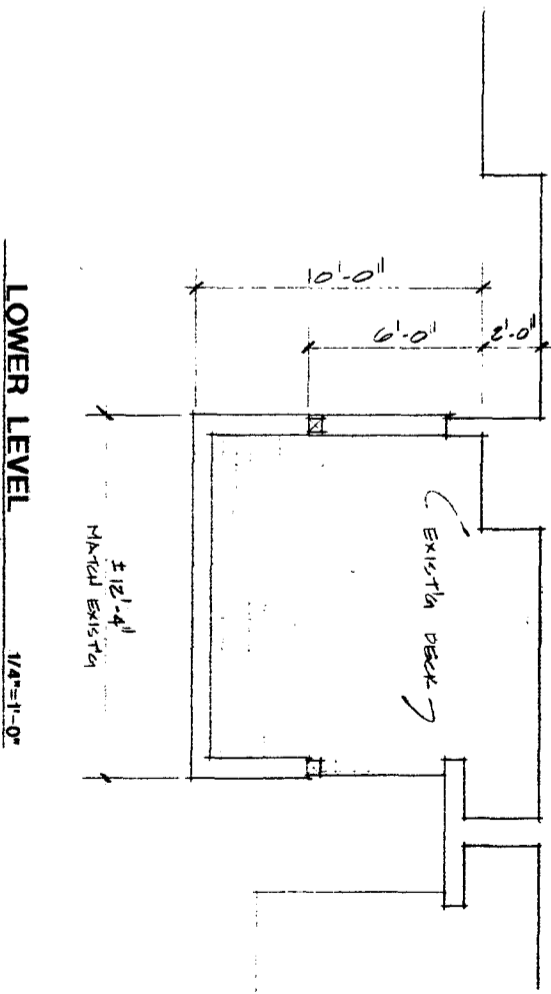 10'-0"
6'-0"
2'-0"
EXIST'G DECK
± 12'-4"
MATCH EXIST'G
LOWER LEVEL
1/4"=1'-0"